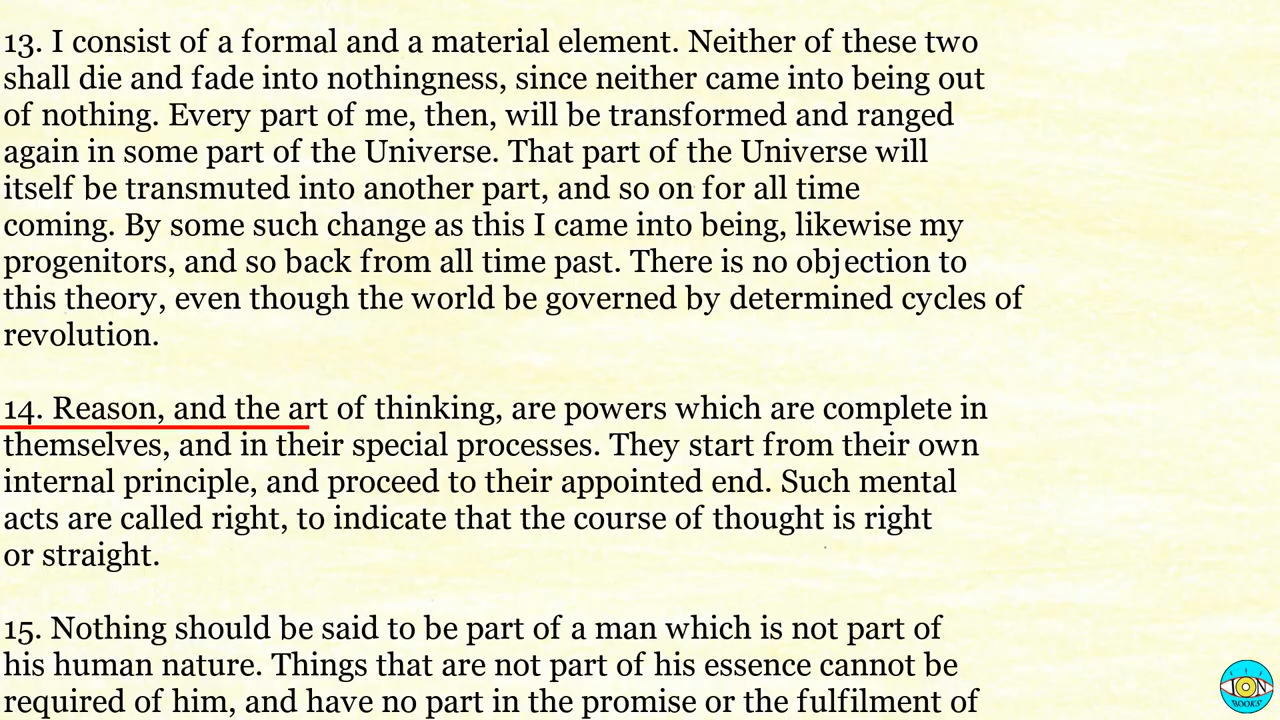 13. I consist of a formal and a material element. Neither of these two
shall die and fade into nothingness, since neither came into being out
of nothing. Every part of me, then, will be transformed and ranged
again in some part of the Universe. That part of the Universe will
itself be transmuted into another part, and so on for all time
coming. By some such change as this I came into being, likewise my
progenitors, and so back from all time past. There is no objection to
this theory, even though the world be governed by determined cycles of
revolution.
14. Reason, and the art of thinking, are powers which are complete in
themselves, and in their special processes. They start from their own
internal principle, and proceed to their appointed end. Such mental
acts are called right, to indicate that the course of thought is right
or straight.
15. Nothing should be said to be part of a man which is not part of
his human nature. Things that are not part of his essence cannot be
required of him, and have no part in the promise or the fulfilment of
ION
BOOKS